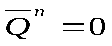 Q̅ⁿ = 0